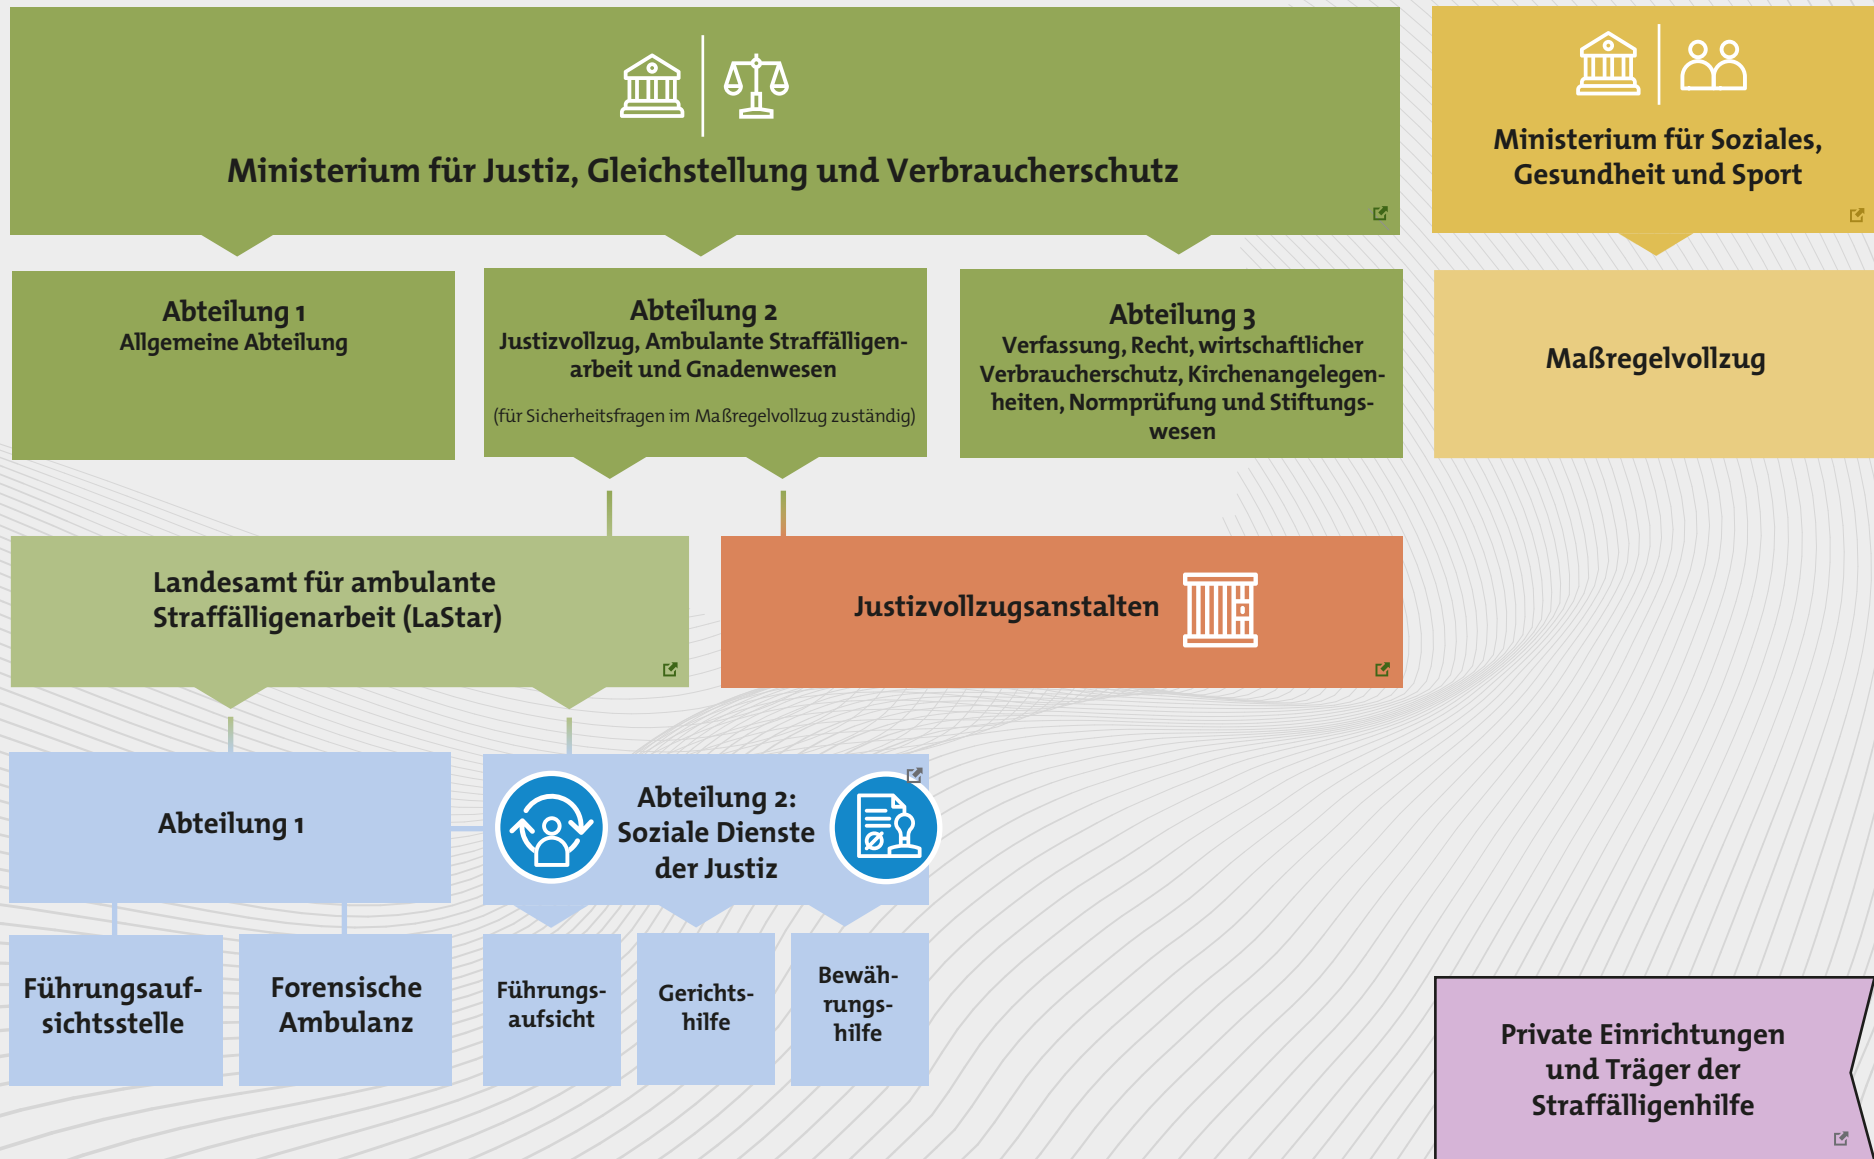 Ministerium für Justiz, Gleichstellung und Verbraucherschutz
Ministerium für Soziales,
Gesundheit und Sport
Abteilung 1
Allgemeine Abteilung
Abteilung 2
Justizvollzug, Ambulante Straffälligen-
arbeit und Gnadenwesen
(für Sicherheitsfragen im Maßregelvollzug zuständig)
Abteilung 3
Verfassung, Recht, wirtschaftlicher
Verbraucherschutz, Kirchenangelegen-
heiten, Normprüfung und Stiftungs-
wesen
Maßregelvollzug
Landesamt für ambulante
Straffälligenarbeit (LaStar)
Justizvollzugsanstalten
Abteilung 1
Abteilung 2:
Soziale Dienste
der Justiz
Führungsauf-
sichtsstelle
Forensische
Ambulanz
Führungs-
aufsicht
Gerichts-
hilfe
Bewäh-
rungs-
hilfe
Private Einrichtungen
und Träger der
Straffälligenhilfe